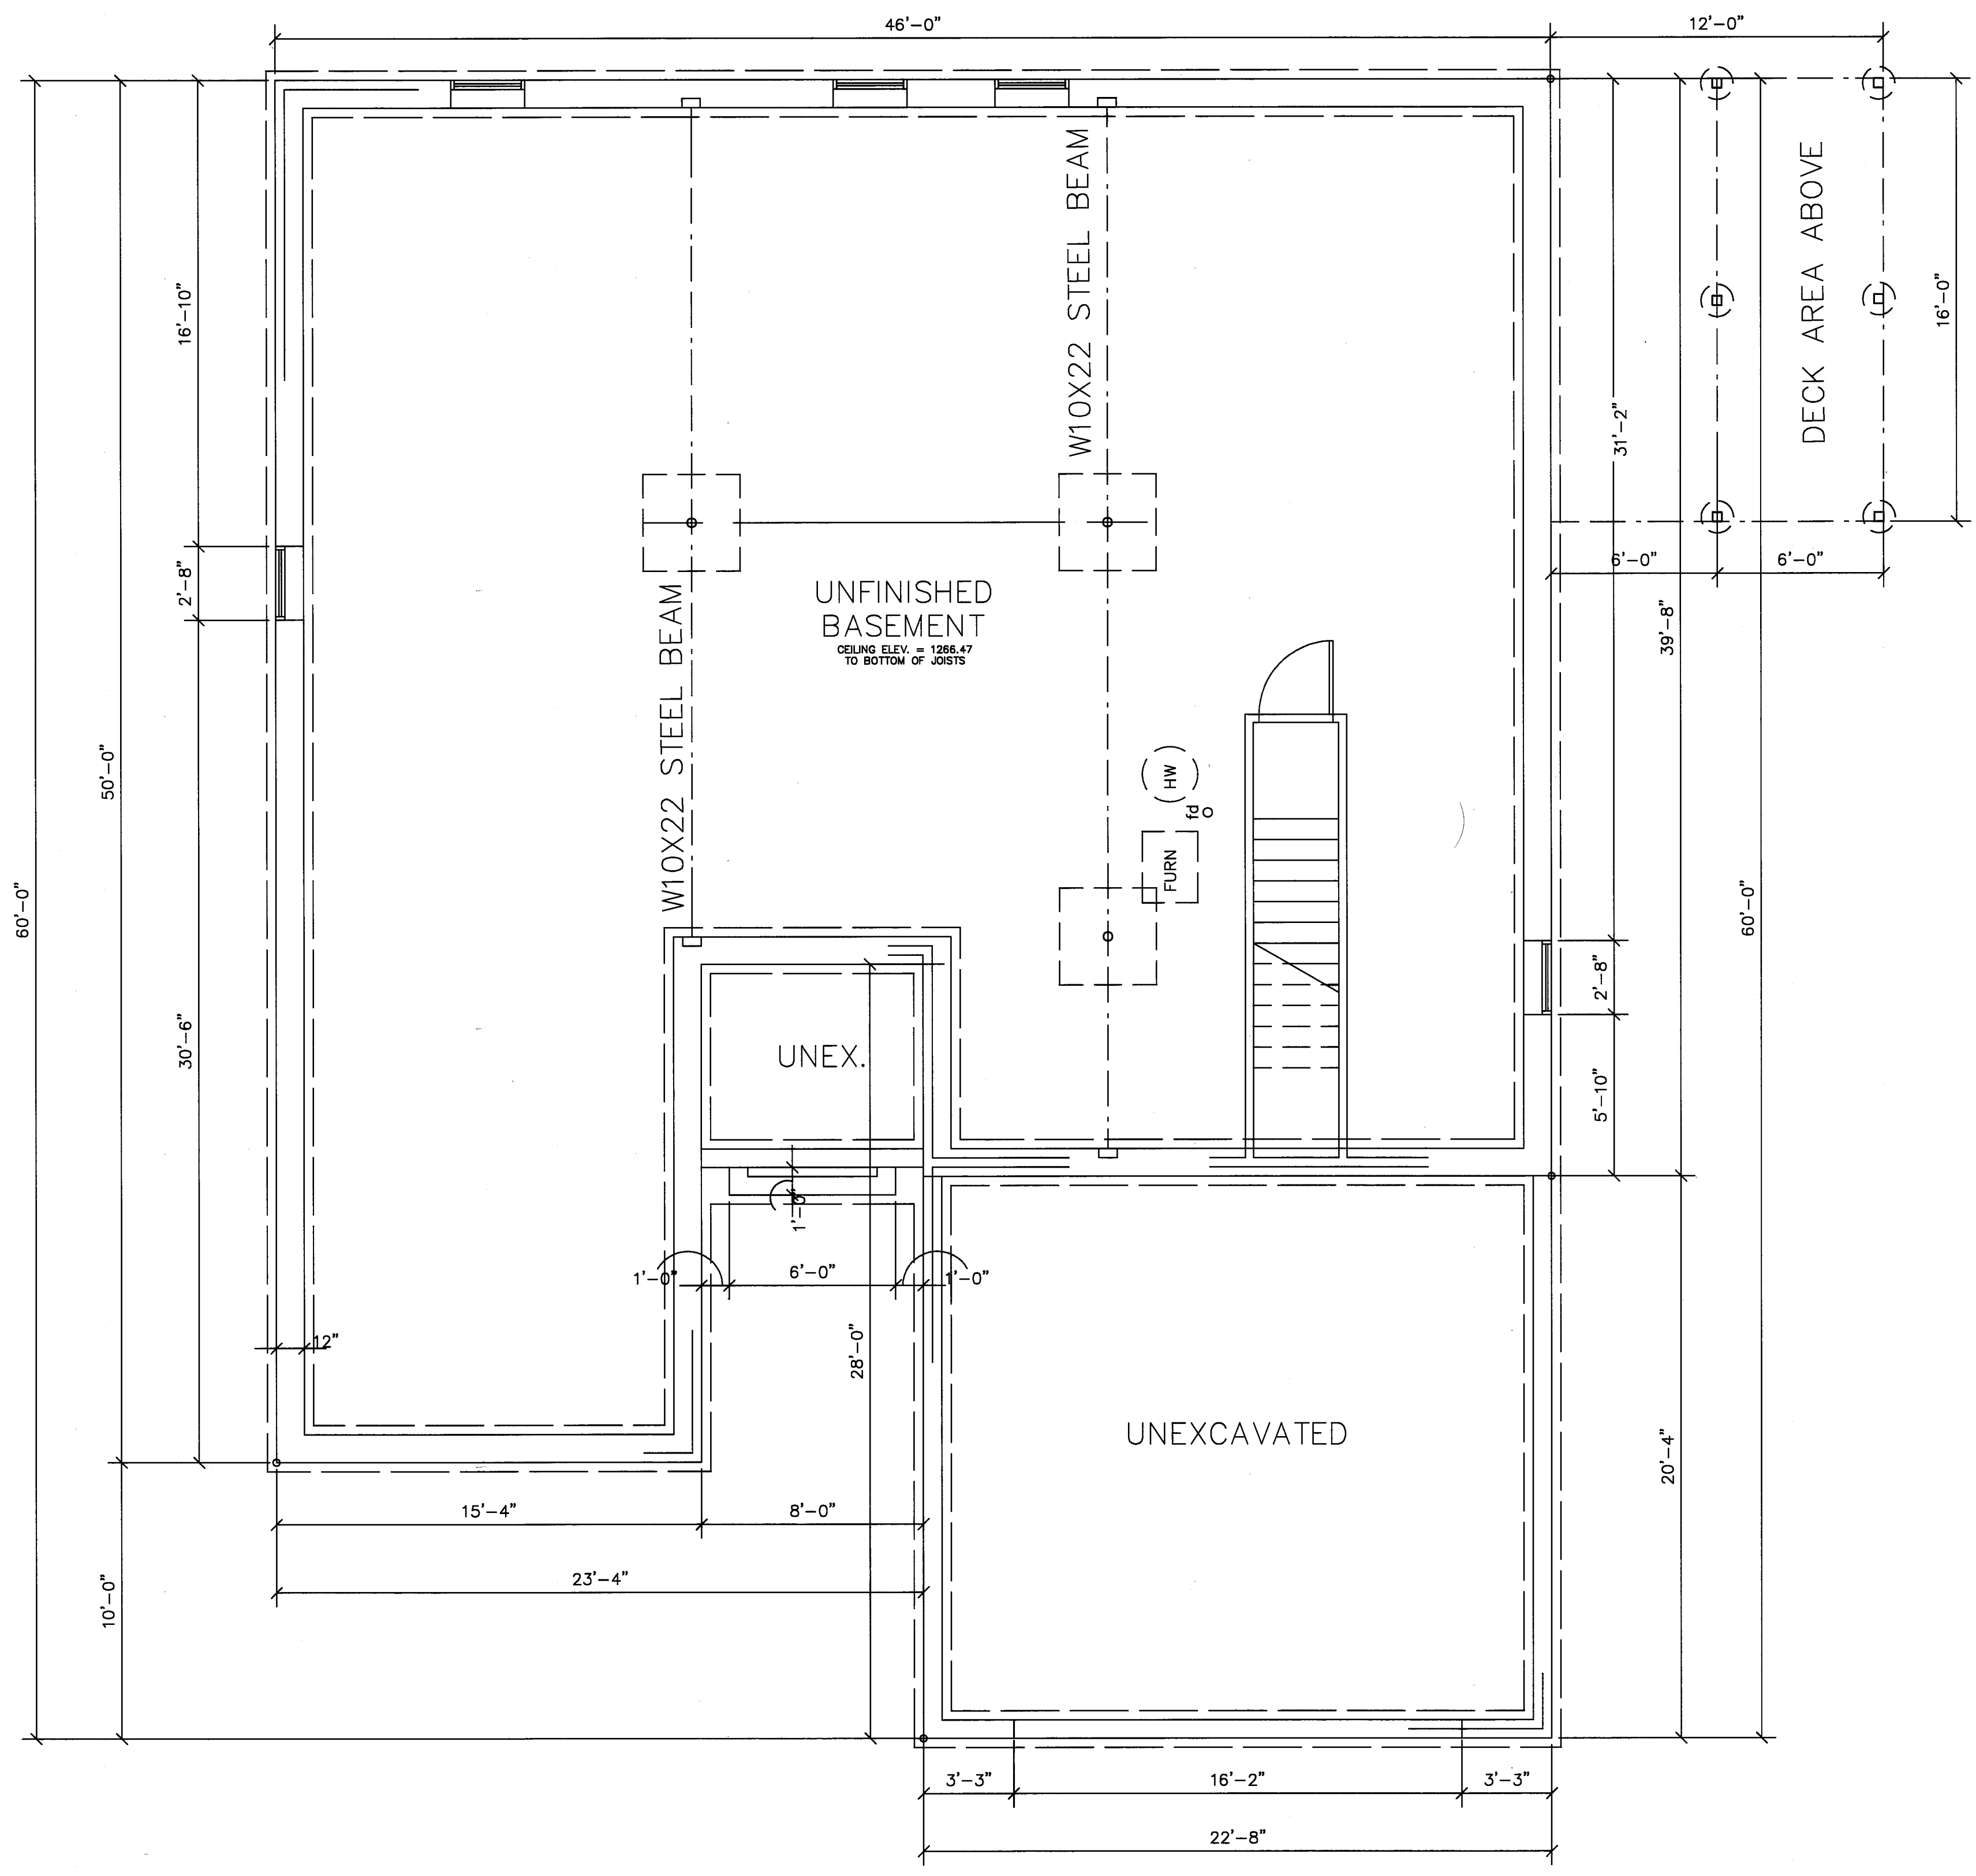 46'-0"
12'-0"
W10X22 STEEL BEAM
DECK AREA ABOVE
16'-10"
16'-0"
31'-2"
6'-0"
6'-0"
2'-8"
UNFINISHED
BASEMENT
CEILING ELEV. = 1266.47
TO BOTTOM OF JOISTS
39'-8"
W10X22 STEEL BEAM
50'-0"
HW
fd
FURN
60'-0"
60'-0"
30'-6"
2'-8"
UNEX.
5'-10"
1'-0"
1'-0"
6'-0"
1'-0"
12"
28'-0"
UNEXCAVATED
20'-4"
15'-4"
8'-0"
23'-4"
10'-0"
3'-3"
16'-2"
3'-3"
22'-8"